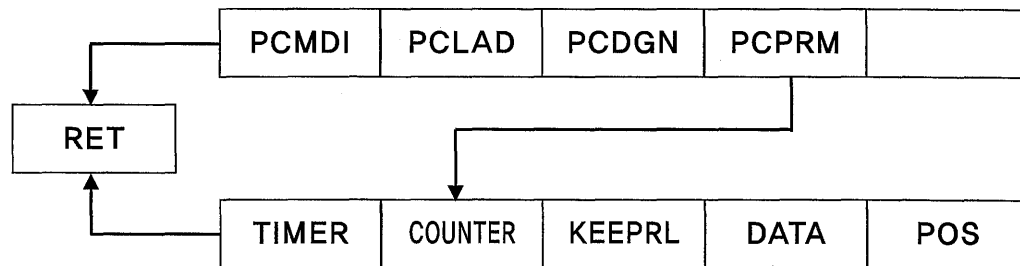 PCMDI PCLAD PCDGN PCPRM
RET
TIMER COUNTER KEEPRL DATA POS